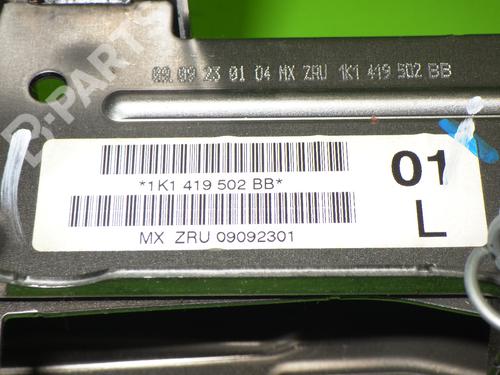 09 09 23 01 04 MX ZRU 1K1 419 502 BB
*1K1 419 502 BB*
01
L
MX ZRU 09092301
B-PARTS